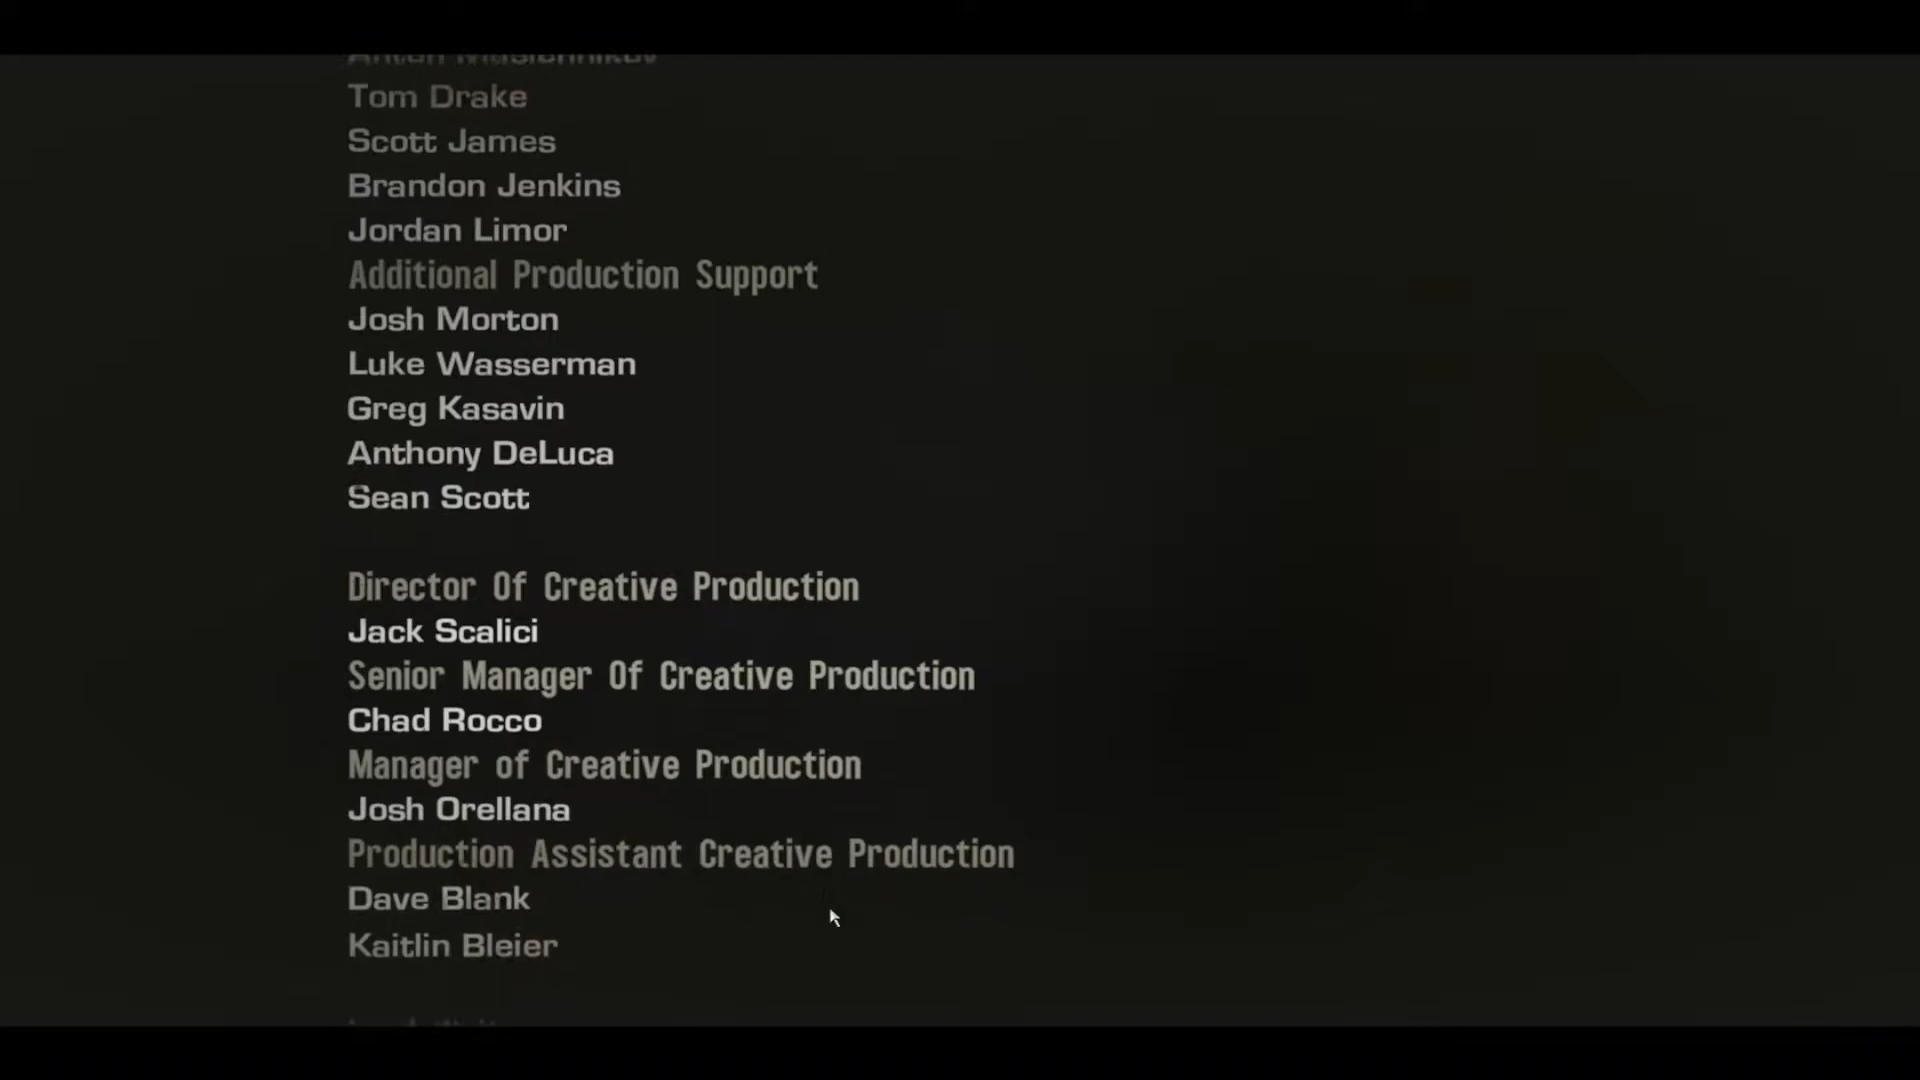 Tom Drake
Scott James
Brandon Jenkins
Jordan Limor
Additional Production Support
Josh Morton
Luke Wasserman
Greg Kasavin
Anthony DeLuca
Sean Scott
Director Of Creative Production
Jack Scalici
Senior Manager Of Creative Production
Chad Rocco
Manager of Creative Production
Josh Orellana
Production Assistant Creative Production
Dave Blank
Kaitlin Bleier